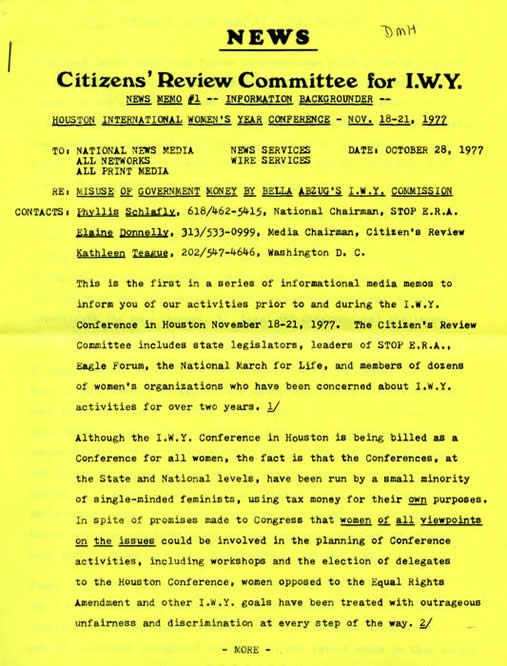 DMH
NEWS
Citizens' Review Committee for I.W.Y.
NEWS MEMO #1 -- INFORMATION BACKGROUNDER --
HOUSTON INTERNATIONAL WOMEN'S YEAR CONFERENCE - NOV. 18-21, 1977
TO: NATIONAL NEWS MEDIA NEWS SERVICES DATE: OCTOBER 28, 1977
ALL NETWORKS WIRE SERVICES
ALL PRINT MEDIA
RE: MISUSE OF GOVERNMENT MONEY BY BELLA ABZUG'S I.W.Y. COMMISSION
CONTACTS: Phyllis Schlafly, 618/462-5415, National Chairman, STOP E.R.A.
Elaine Donnelly, 313/533-0999, Media Chairman, Citizen's Review
Kathleen Teague, 202/547-4646, Washington D. C.
This is the first in a series of informational media memos to
inform you of our activities prior to and during the I.W.Y.
Conference in Houston November 18-21, 1977. The Citizen's Review
Committee includes state legislators, leaders of STOP E.R.A.,
Eagle Forum, the National March for Life, and members of dozens
of women's organizations who have been concerned about I.W.Y.
activities for over two years. 1/
Although the I.W.Y. Conference in Houston is being billed as a
Conference for all women, the fact is that the Conferences, at
the State and National levels, have been run by a small minority
of single-minded feminists, using tax money for their own purposes.
In spite of promises made to Congress that women of all viewpoints
on the issues could be involved in the planning of Conference
activities, including workshops and the election of delegates
to the Houston Conference, women opposed to the Equal Rights
Amendment and other I.W.Y. goals have been treated with outrageous
unfairness and discrimination at every step of the way. 2/
- MORE -